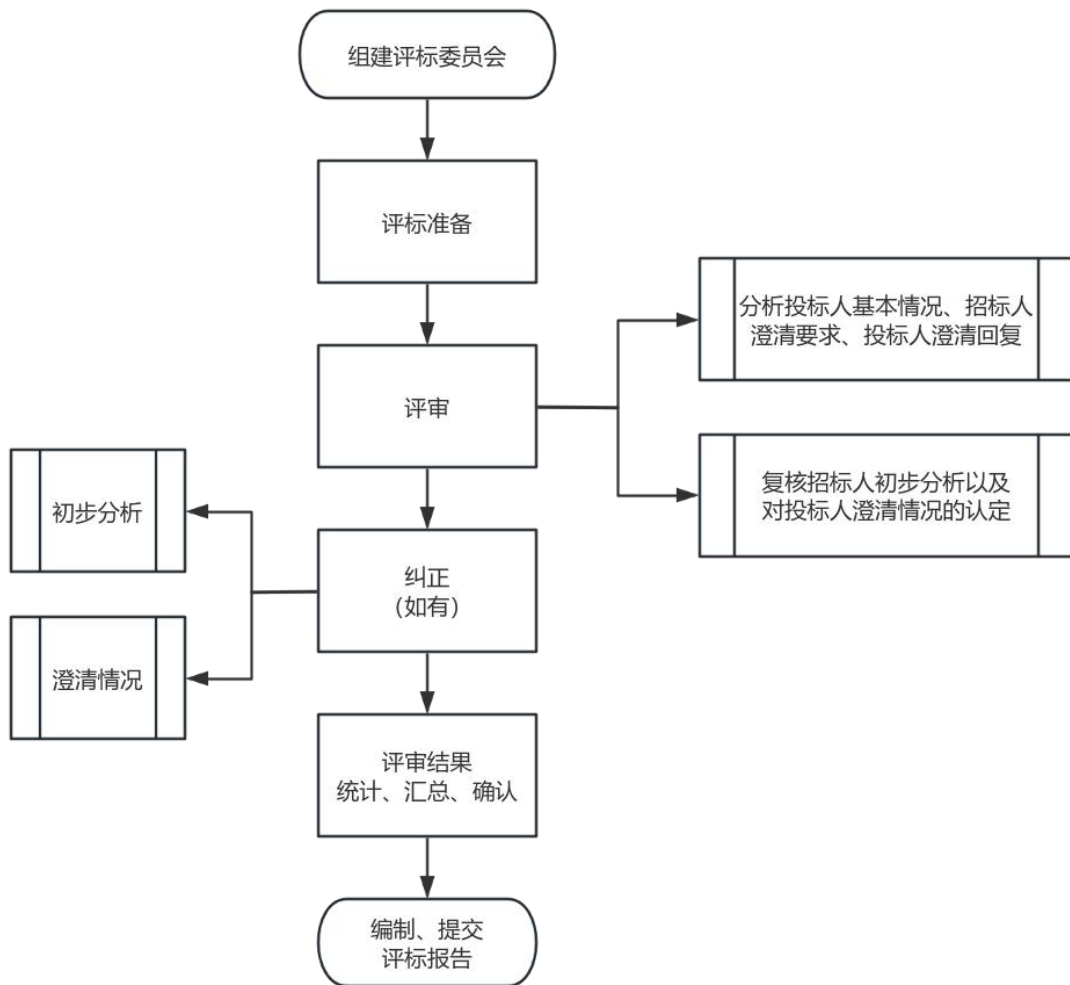 组建评标委员会
评标准备
分析投标人基本情况、招标人
澄清要求、投标人澄清回复
评审
复核招标人初步分析以及
对投标人澄清情况的认定
初步分析
纠正
（如有）
澄清情况
评审结果
统计、汇总、确认
编制、提交
评标报告